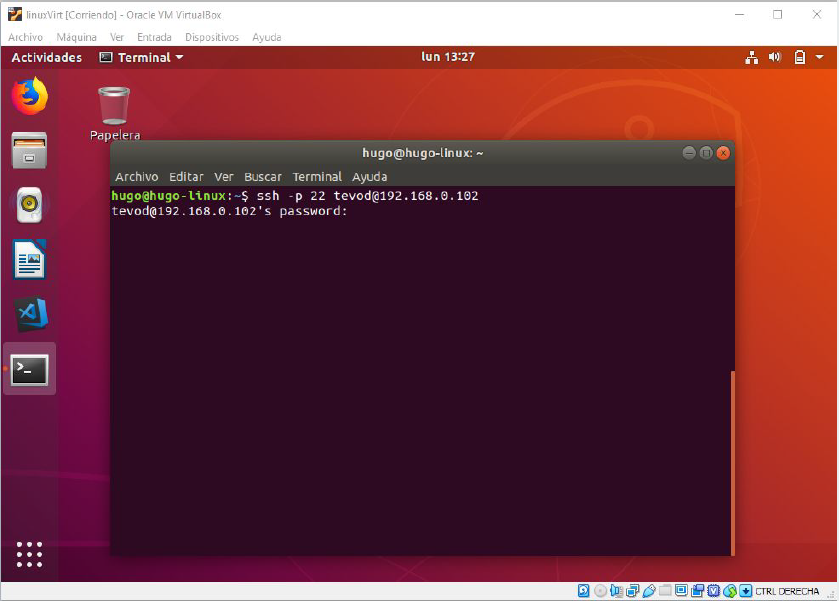 linuxVirt [Corriendo] - Oracle VM VirtualBox
Archivo Máquina Ver Entrada Dispositivos Ayuda
Actividades Terminal lun 13:27
Papelera
hugo@hugo-linux: ~
Archivo Editar Ver Buscar Terminal Ayuda
hugo@hugo-linux:~$ ssh -p 22 tevod@192.168.0.102
tevod@192.168.0.102's password:
CTRL DERECHA